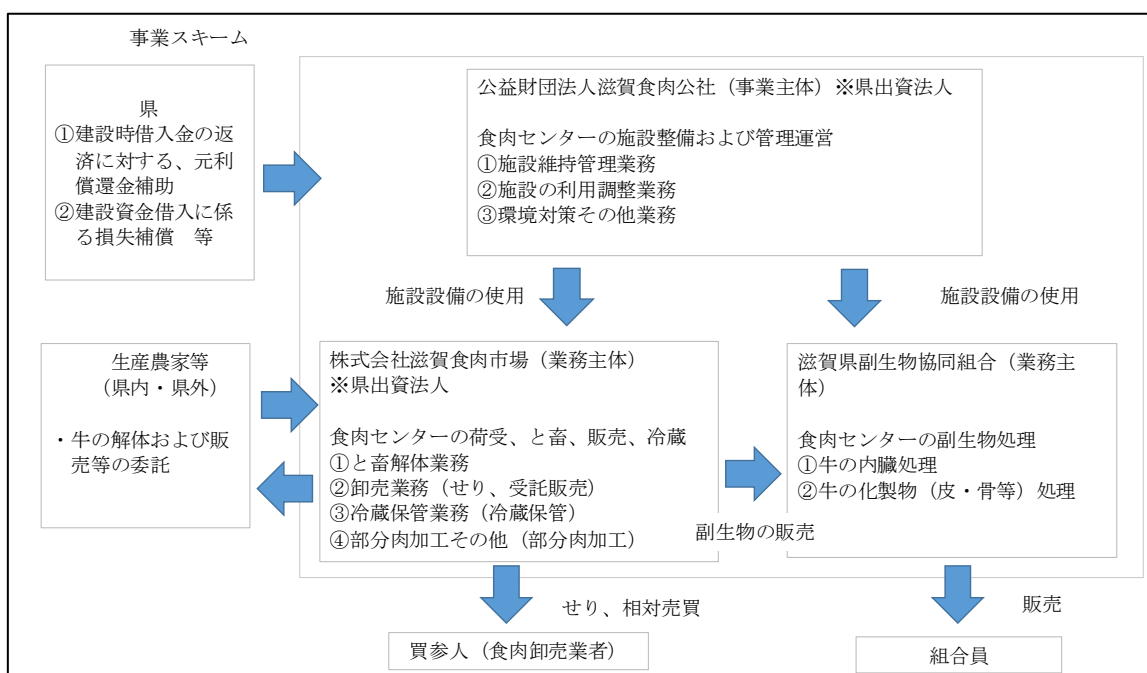 事業スキーム
県
①建設時借入金の返
済に対する、元利
償還金補助
②建設資金借入に係
る損失補償　等
公益財団法人滋賀食肉公社（事業主体）※県出資法人
食肉センターの施設整備および管理運営
①施設維持管理業務
②施設の利用調整業務
③環境対策その他業務
施設設備の使用
施設設備の使用
生産農家等
（県内・県外）
・牛の解体および販
売等の委託
株式会社滋賀食肉市場（業務主体）
※県出資法人
食肉センターの荷受、と畜、販売、冷蔵
①と畜解体業務
②卸売業務（せり、受託販売）
③冷蔵保管業務（冷蔵保管）
④部分肉加工その他（部分肉加工）
副生物の販売
滋賀県副生物協同組合（業務主
体）
食肉センターの副生物処理
①牛の内臓処理
②牛の化製物（皮・骨等）処理
せり、相対売買
販売
買参人（食肉卸売業者）
組合員